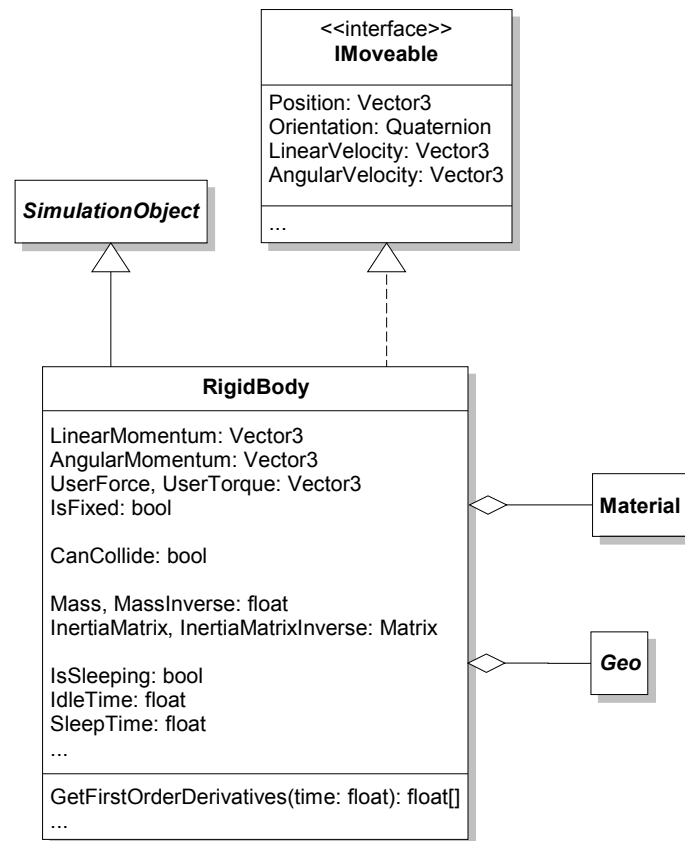 <<interface>>
IMoveable
Position: Vector3
Orientation: Quaternion
LinearVelocity: Vector3
AngularVelocity: Vector3
...
SimulationObject
RigidBody
LinearMomentum: Vector3
AngularMomentum: Vector3
UserForce, UserTorque: Vector3
IsFixed: bool
CanCollide: bool
Mass, MassInverse: float
InertiaMatrix, InertiaMatrixInverse: Matrix
IsSleeping: bool
IdleTime: float
SleepTime: float
...
GetFirstOrderDerivatives(time: float): float[]
...
Material
Geo